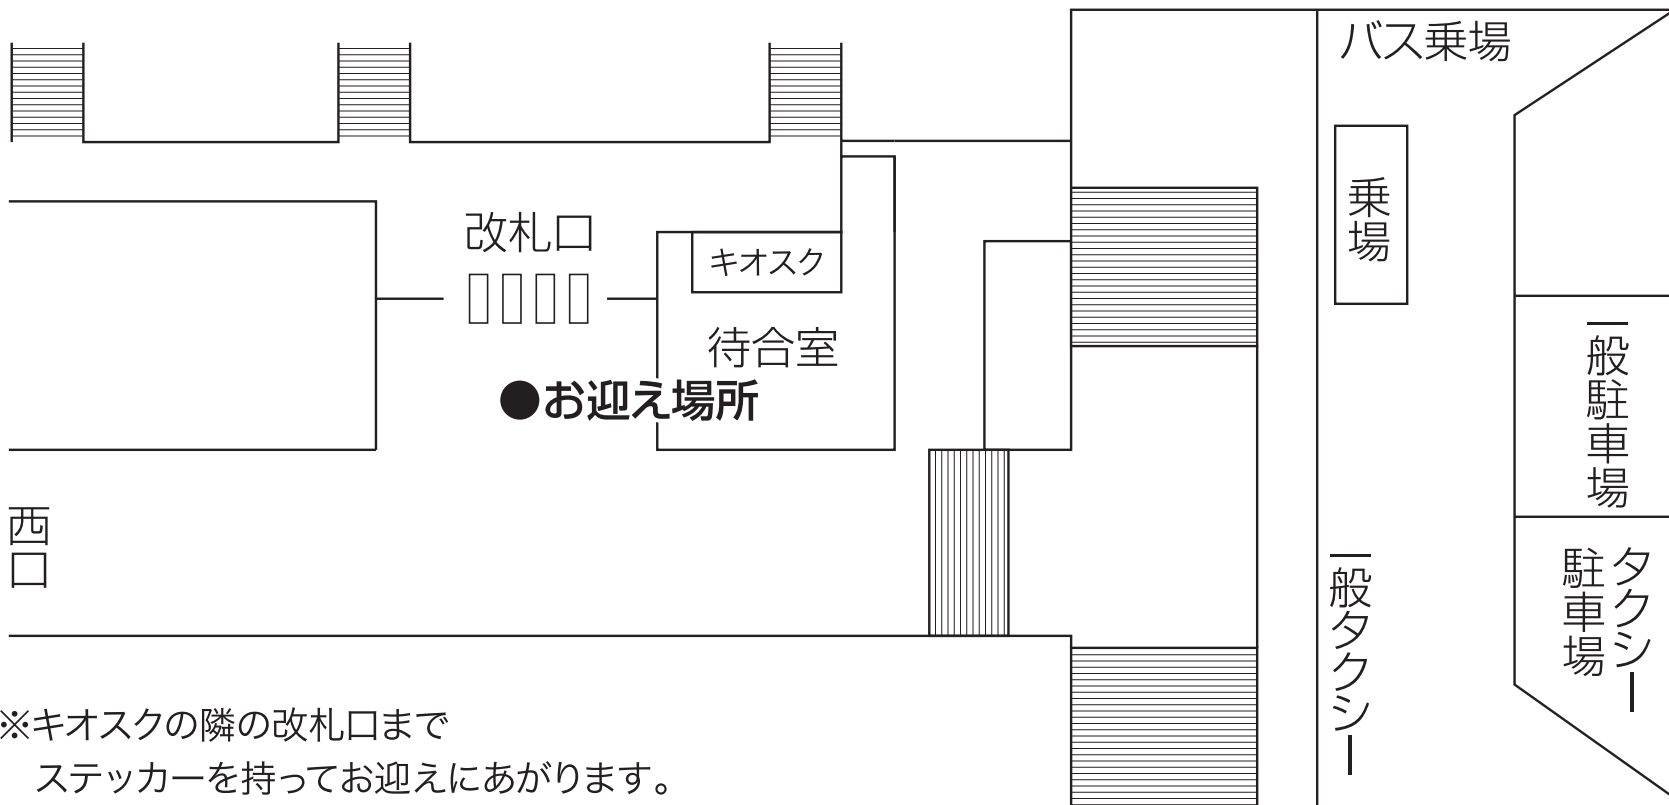 バス乗場
乗場
改札口
キオスク
待合室
●お迎え場所
一般駐車場
西口
一般タクシー
タクシー
駐車場
※キオスクの隣の改札口まで
ステッカーを持ってお迎えにあがります。